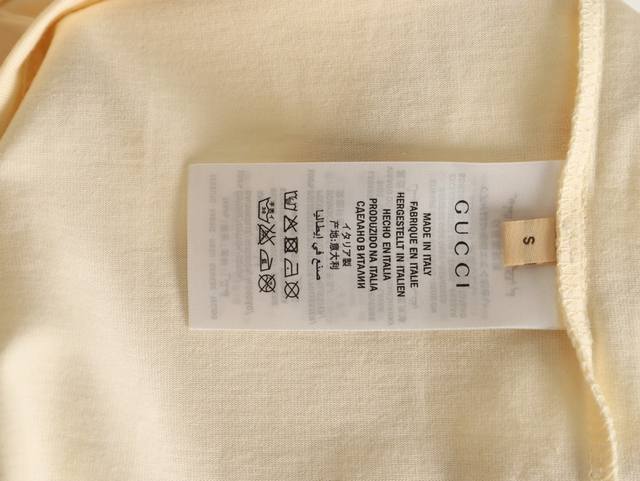 S
GUCCI
MADE IN ITALY
FABRIQUE EN ITALIE
HERGESTELLT IN ITALIEN
HECHO EN ITALIA
PRODUZIDO NA ITALIA
СДЕЛАНО В ИТАЛИИ
产地:意大利
イタリア製
صنع في إيطاليا